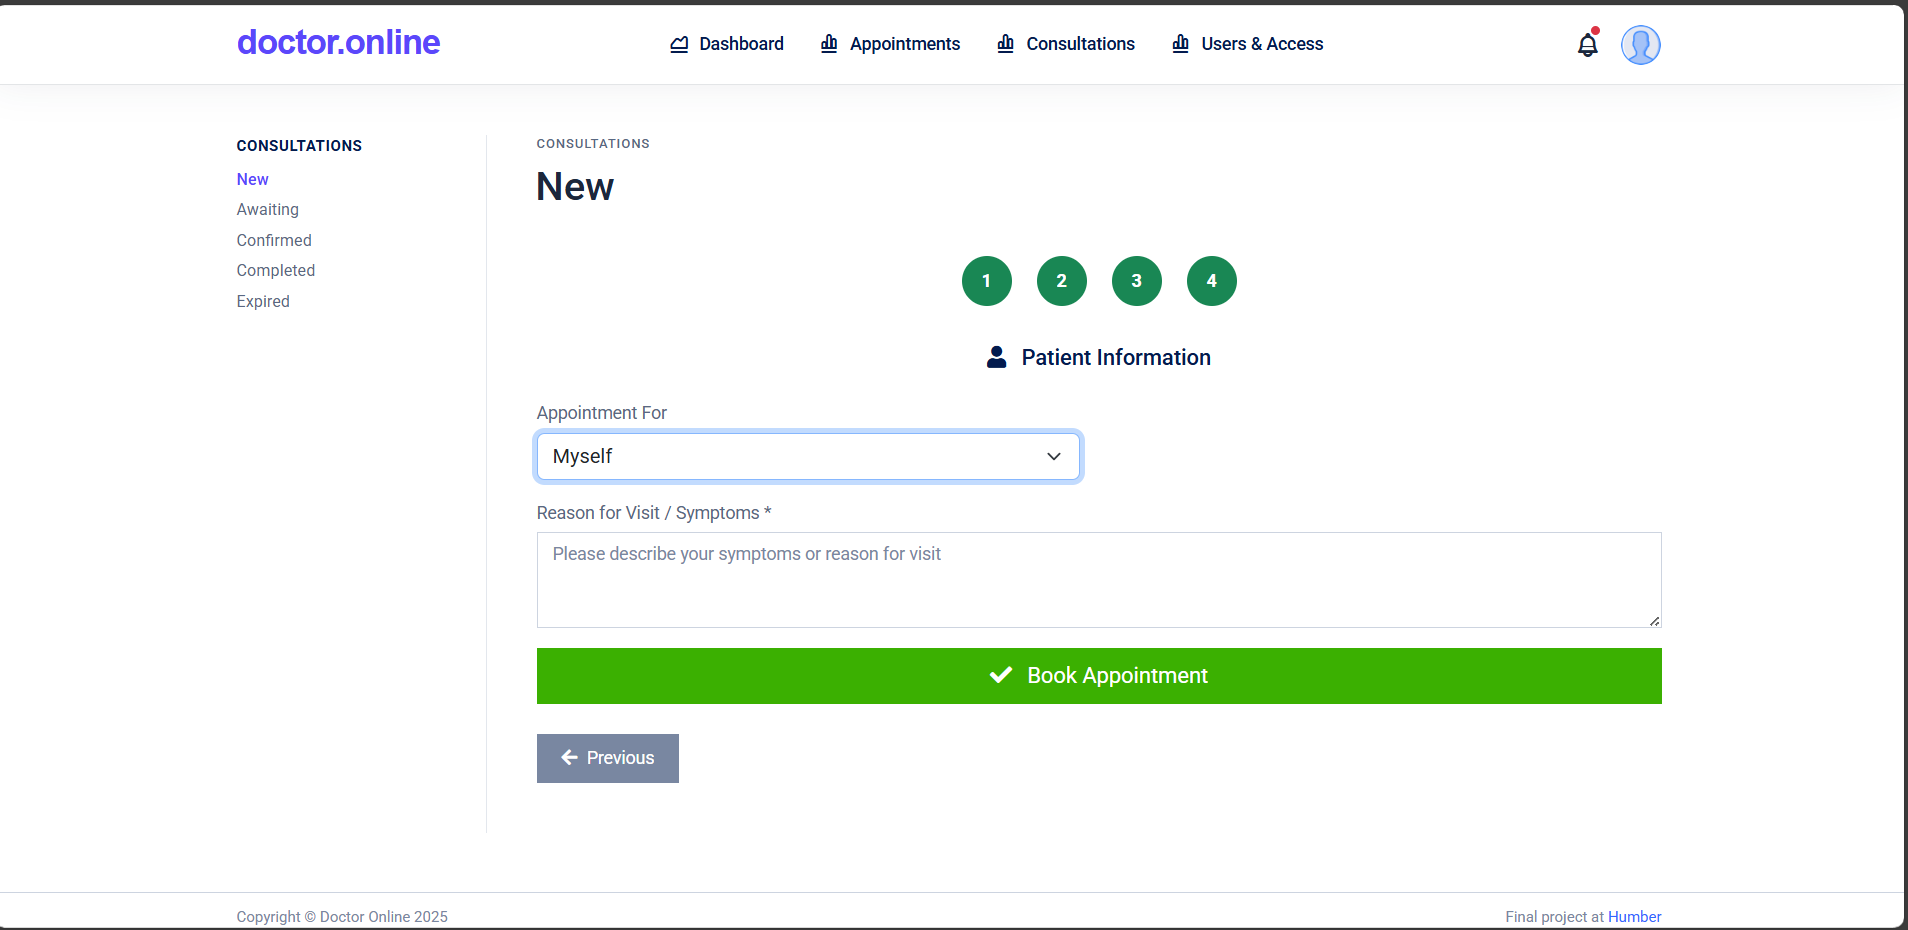 doctor.online
Dashboard
Appointments
Consultations
Users & Access
CONSULTATIONS
New
Awaiting
Confirmed
Completed
Expired
CONSULTATIONS
New
1 2 3 4
Patient Information
Appointment For
Myself
Reason for Visit / Symptoms *
Please describe your symptoms or reason for visit
Book Appointment
Previous
Copyright © Doctor Online 2025
Final project at Humber